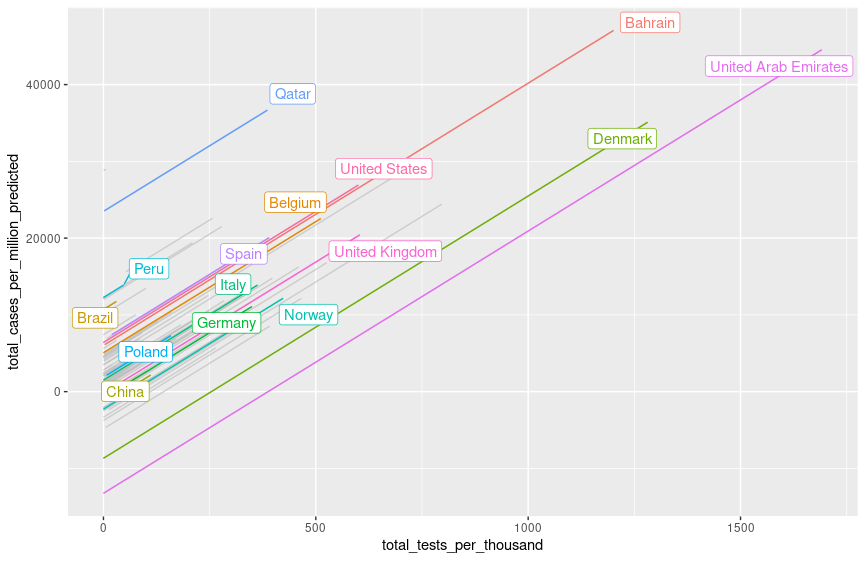 Bahrain
United Arab Emirates
40000
Qatar
Denmark
United States
Belgium
20000
Spain
United Kingdom
Peru
Italy
Brazil
Germany
Norway
Poland
0
China
0
500
1000
1500
total_tests_per_thousand
total_cases_per_million_predicted